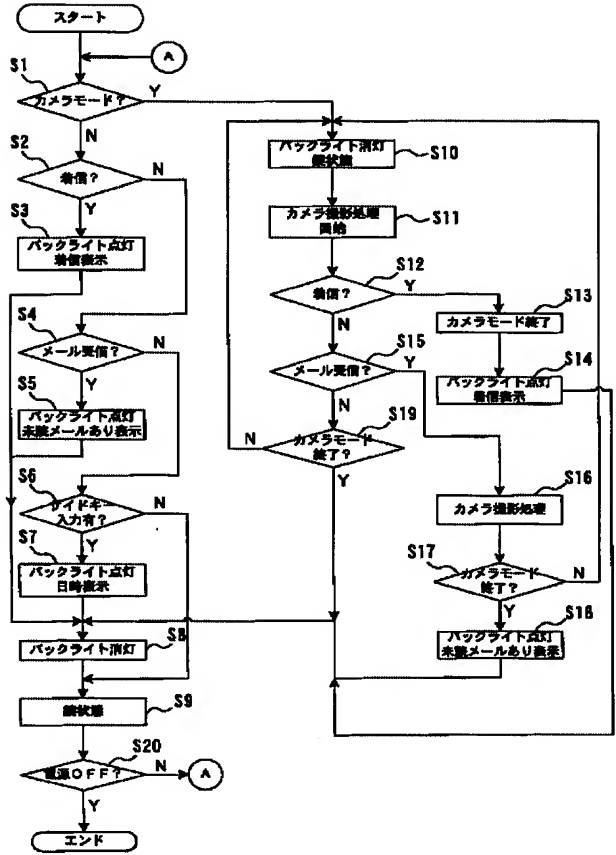 スタート
A
S1
カメラモード？
Y
N
S2
着信？
N
Y
S3
バックライト点灯
着信表示
S4
メール受信？
N
Y
S5
バックライト点灯
未読メールあり表示
S6
サイドキー
入力有？
N
Y
S7
バックライト点灯
日時表示
バックライト消灯
S8
鏡状態
S9
電源OFF？
S20
N
A
Y
エンド
バックライト消灯
鏡状態
S10
カメラ撮影処理
開始
S11
着信？
S12
Y
N
カメラモード終了
S13
バックライト点灯
着信表示
S14
メール受信？
S15
Y
N
カメラモード
終了？
S19
N
Y
カメラ撮影処理
S16
S17
カメラモード
終了？
N
Y
バックライト点灯
未読メールあり表示
S18